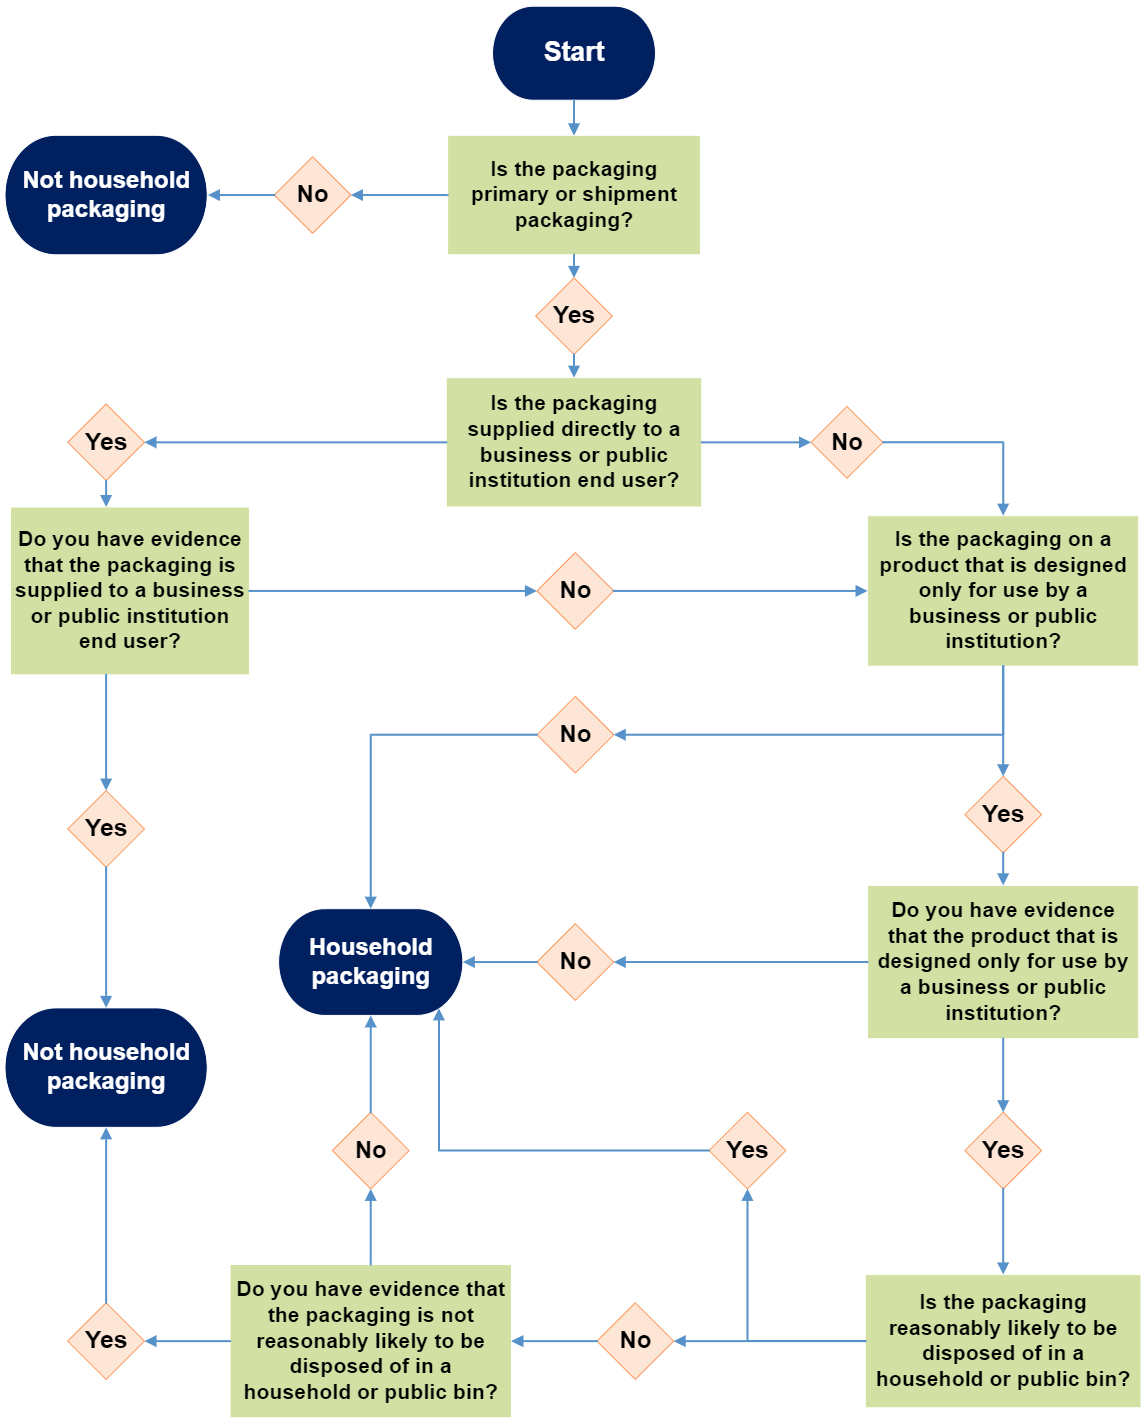 Start
Is the packaging
primary or shipment
packaging?
No
Not household
packaging
Yes
Is the packaging
supplied directly to a
business or public
institution end user?
Yes
No
Do you have evidence
that the packaging is
supplied to a business
or public institution
end user?
No
Is the packaging on a
product that is designed
only for use by a
business or public
institution?
No
Yes
Yes
Household
packaging
No
Do you have evidence
that the product that is
designed only for use by
a business or public
institution?
Not household
packaging
No
Yes
Yes
Yes
Do you have evidence that
the packaging is not
reasonably likely to be
disposed of in a
household or public bin?
No
Is the packaging
reasonably likely to be
disposed of in a
household or public bin?